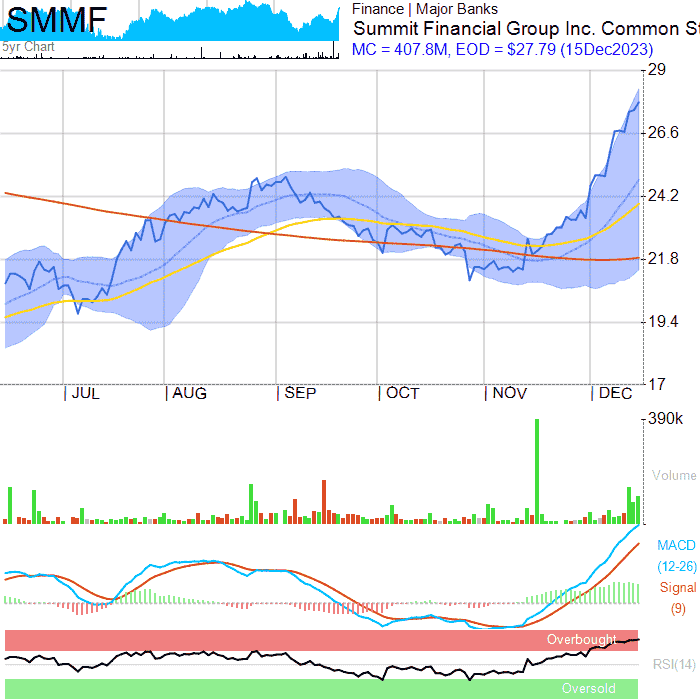 SMMF
5yr Chart
Finance | Major Banks
Summit Financial Group Inc. Common St
MC = 407.8M, EOD = $27.79 (15Dec2023)
29
26.6
24.2
21.8
19.4
17
JUL AUG SEP OCT NOV DEC
390k
Volume
MACD
(12-26)
Signal
(9)
Overbought
RSI(14)
Oversold